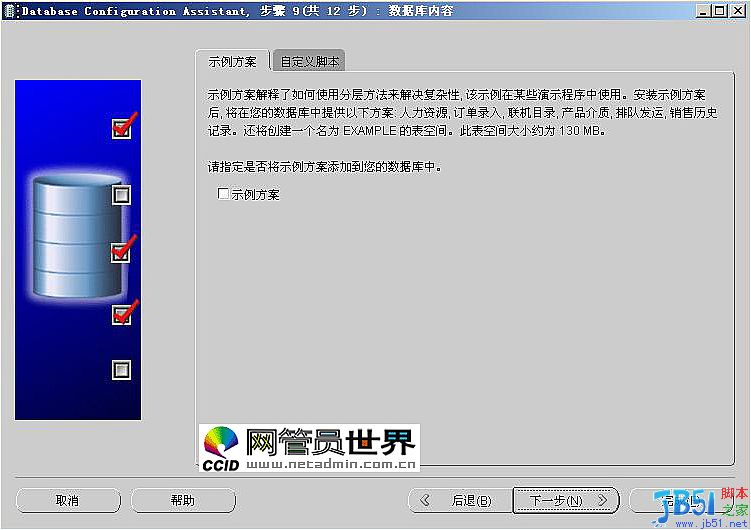 Database Configuration Assistant, 步骤 9(共 12 步) : 数据库内容
示例方案
自定义脚本
示例方案解释了如何使用分层方法来解决复杂性, 该示例在某些演示程序中使用。安装示例方案
后, 将在您的数据库中提供以下方案: 人力资源, 订单录入, 联机目录, 产品介质, 排队发运, 销售历史
记录。还将创建一个名为 EXAMPLE 的表空间。此表空间大小约为 130 MB。
请指定是否将示例方案添加到您的数据库中。
示例方案
CCID
网管员世界
www.netadmin.com.cn
取消
帮助
后退(B)
下一步(N)
JB51
脚本
之家
www.jb51.net